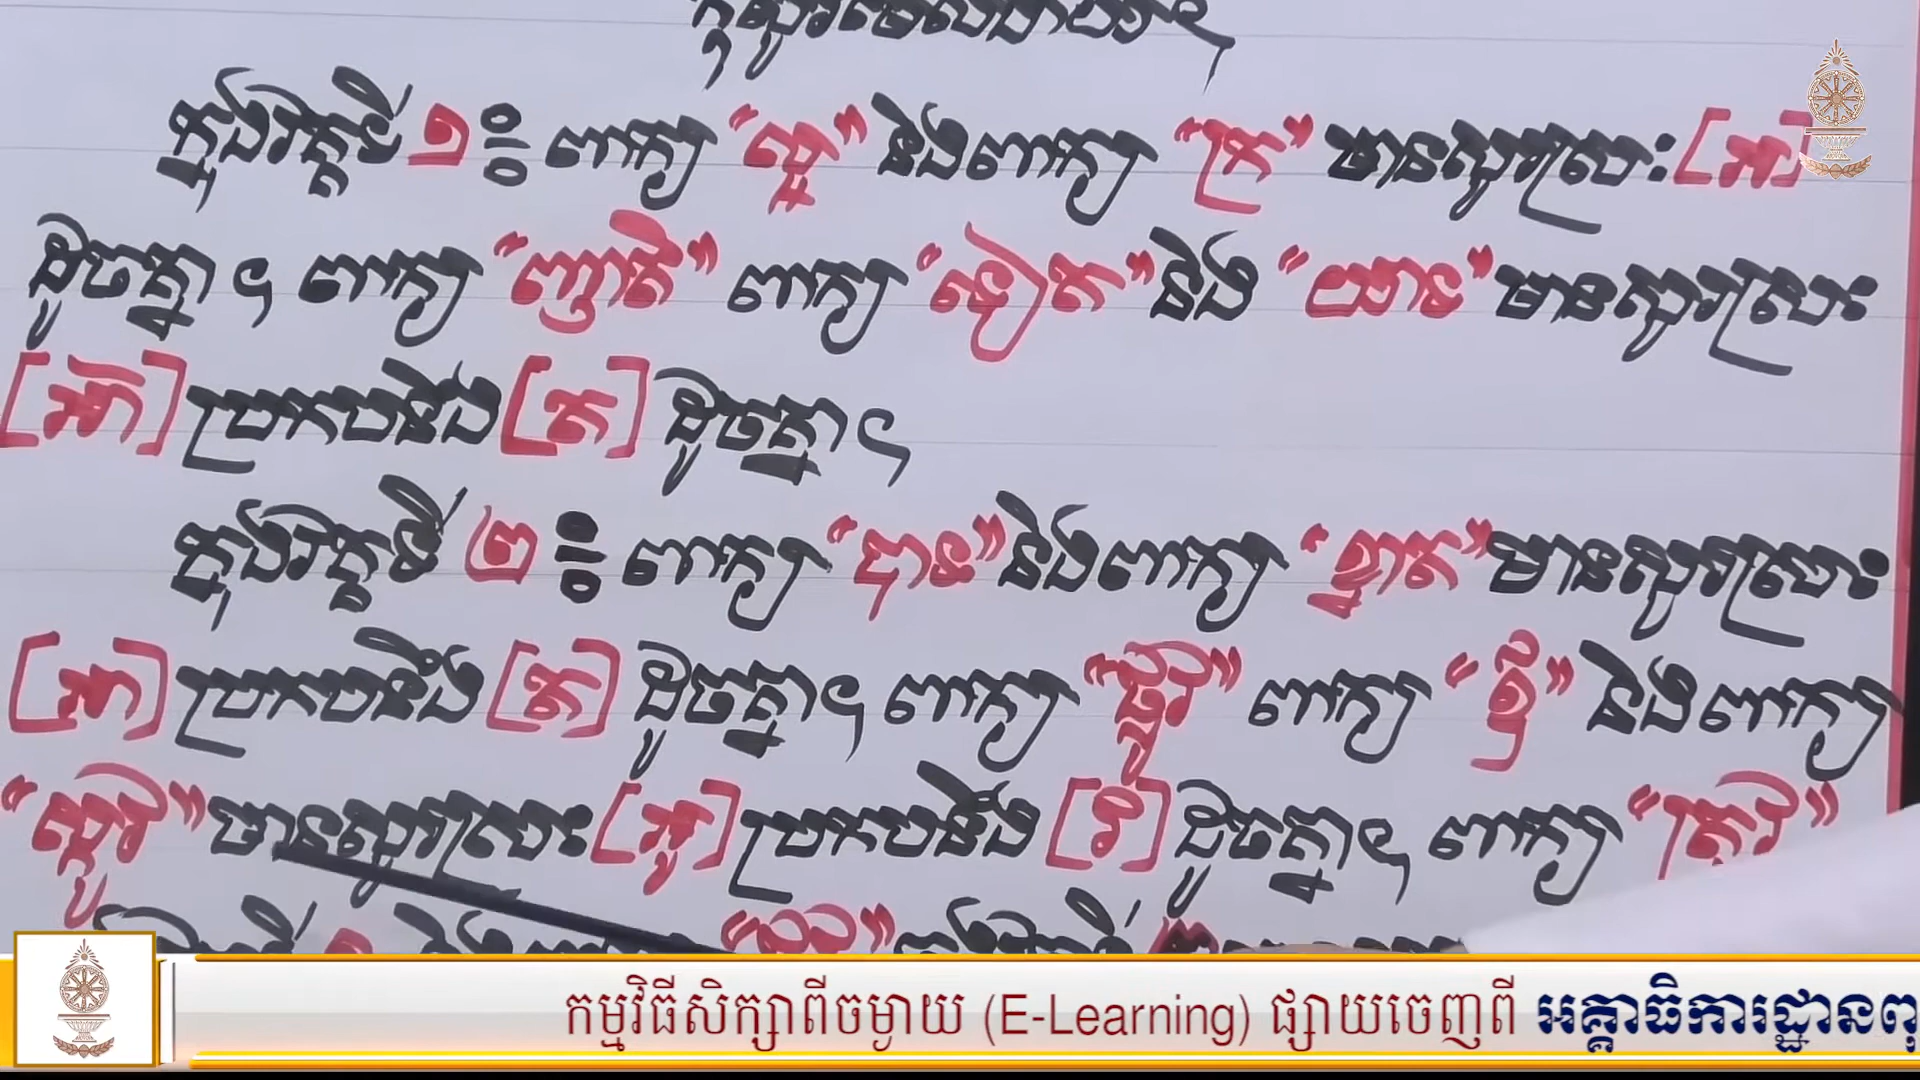 ក្នុងវគ្គទី ១៖ ពាក្យ “ល្អ” និងពាក្យ “ក្រ” មានសូរស្រៈ [អ]
ដូចគ្នា ។ ពាក្យ “ញាតិ” ពាក្យ “ទៀត” និង “យាន” មានសូរស្រៈ
ប្រកបនឹង [ត] ដូចគ្នា ។
ក្នុងវគ្គទី ២៖ ពាក្យ “បាទ” និងពាក្យ “ខ្នាត” មានសូរស្រៈ
[អា] ប្រកបនឹង [ត] ដូចគ្នា ។ ពាក្យ “ផ្លូវ” ពាក្យ “ឪ” និងពាក្យ
មានសូរស្រៈ [អូ] ប្រកបនឹង [វ] ដូចគ្នា ។ ពាក្យ “ត្រូវ”
កម្មវិធីសិក្សាពីចម្ងាយ (E-Learning) ផ្សាយចេញពី អគ្គាធិការដ្ឋានពុ